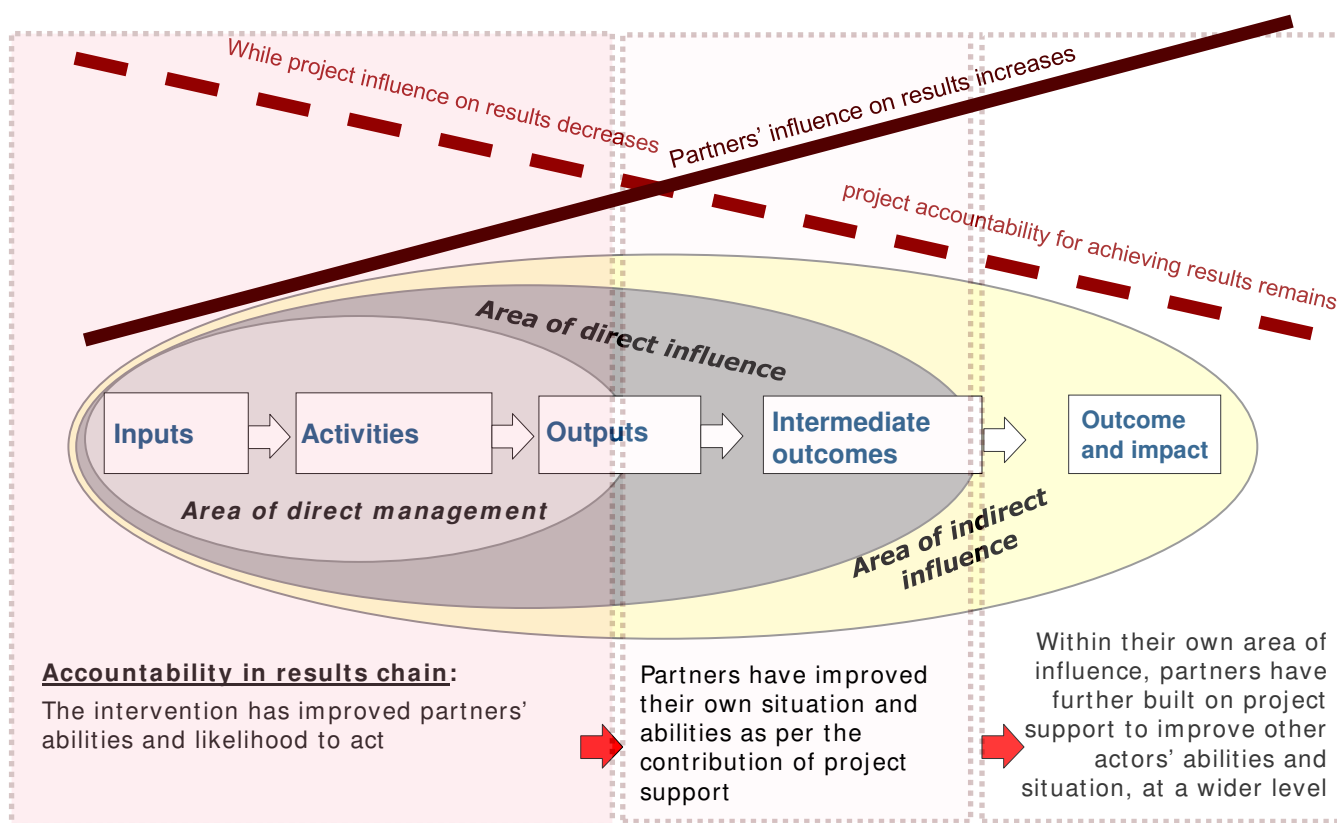 While project influence on results decreases
Partners' influence on results increases
project accountability for achieving results remains
Area of direct influence
Inputs
Activities
Outputs
Intermediate
outcomes
Outcome
and impact
Area of direct management
Area of indirect
influence
Accountability in results chain:
The intervention has improved partners'
abilities and likelihood to act
Partners have improved
their own situation and
abilities as per the
contribution of project
support
Within their own area of
influence, partners have
further built on project
support to improve other
actors' abilities and
situation, at a wider level